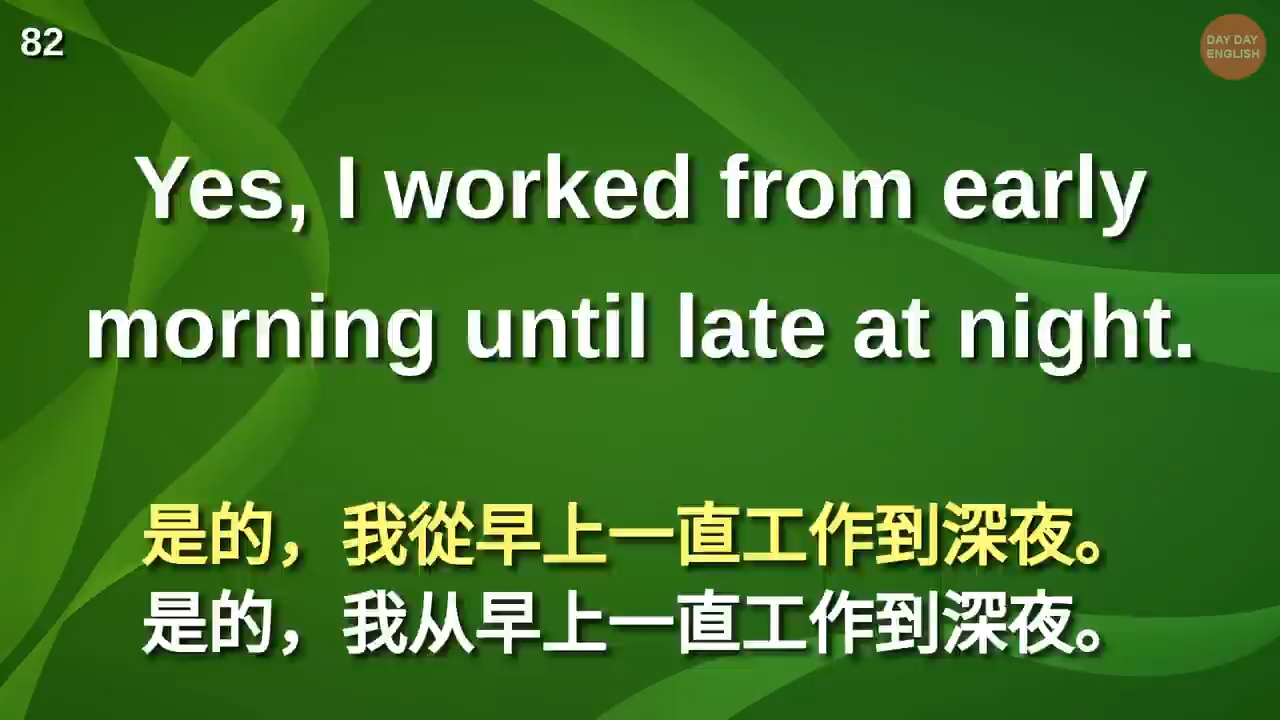 82
DAY DAY
ENGLISH
Yes, I worked from early
morning until late at night.
是的，我從早上一直工作到深夜。
是的，我从早上一直工作到深夜。